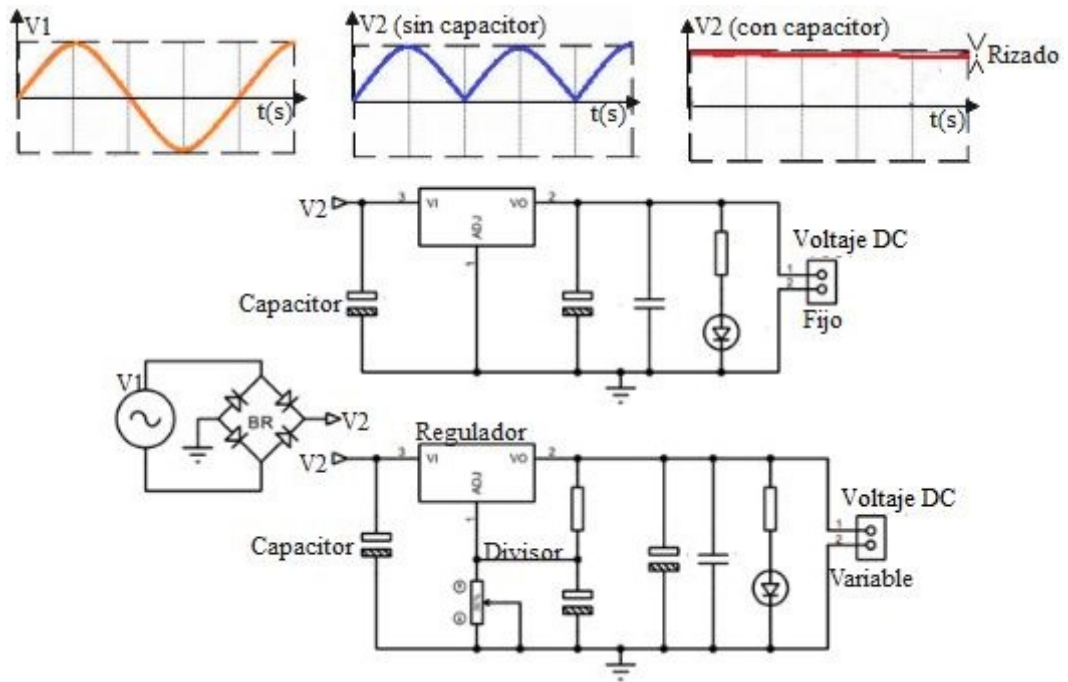 V1
t(s)
V2 (sin capacitor)
t(s)
V2 (con capacitor)
Rizado
t(s)
V2
3
VI
VO
2
ADJ
1
Capacitor
Voltaje DC
1
2
Fijo
V1
BR
V2
Regulador
V2
3
VI
VO
2
ADJ
1
Capacitor
Divisor
Voltaje DC
1
2
Variable